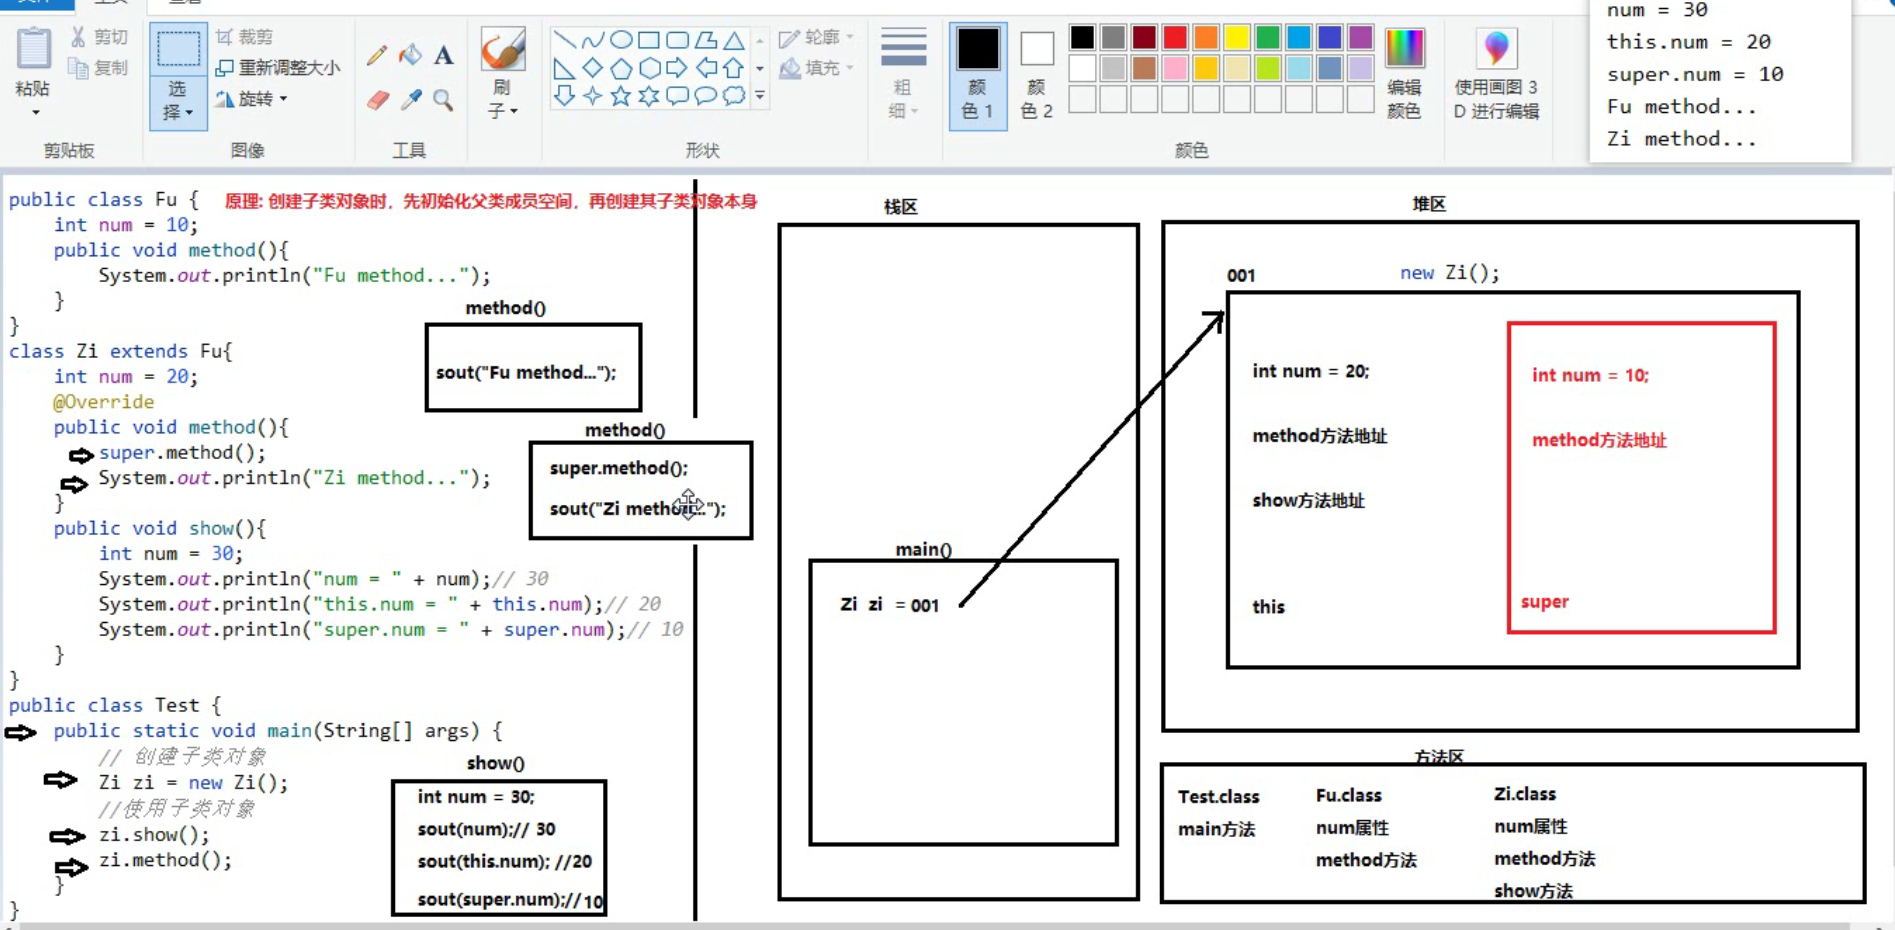 主页
查看
粘贴
剪切
复制
剪贴板
选择
裁剪
重新调整大小
旋转
图像
A
工具
刷子
形状
轮廓
填充
粗细
颜色 1
颜色 2
颜色
编辑颜色
使用画图 3
D 进行编辑
num = 30
this.num = 20
super.num = 10
Fu method...
Zi method...
public class Fu {
原理: 创建子类对象时，先初始化父类成员空间，再创建其子类对象本身
int num = 10;
public void method(){
System.out.println("Fu method...");
}
}
class Zi extends Fu{
int num = 20;
@Override
public void method(){
super.method();
System.out.println("Zi method...");
}
public void show(){
int num = 30;
System.out.println("num = " + num);// 30
System.out.println("this.num = " + this.num);// 20
System.out.println("super.num = " + super.num);// 10
}
}
public class Test {
public static void main(String[] args) {
// 创建子类对象
Zi zi = new Zi();
//使用子类对象
zi.show();
zi.method();
}
}
method()
sout("Fu method...");
method()
super.method();
sout("Zi method...");
show()
int num = 30;
sout(num);// 30
sout(this.num); //20
sout(super.num);//10
栈区
main()
Zi zi = 001
堆区
001
new Zi();
int num = 20;
method方法地址
show方法地址
this
int num = 10;
method方法地址
super
方法区
Test.class
main方法
Fu.class
num属性
method方法
Zi.class
num属性
method方法
show方法